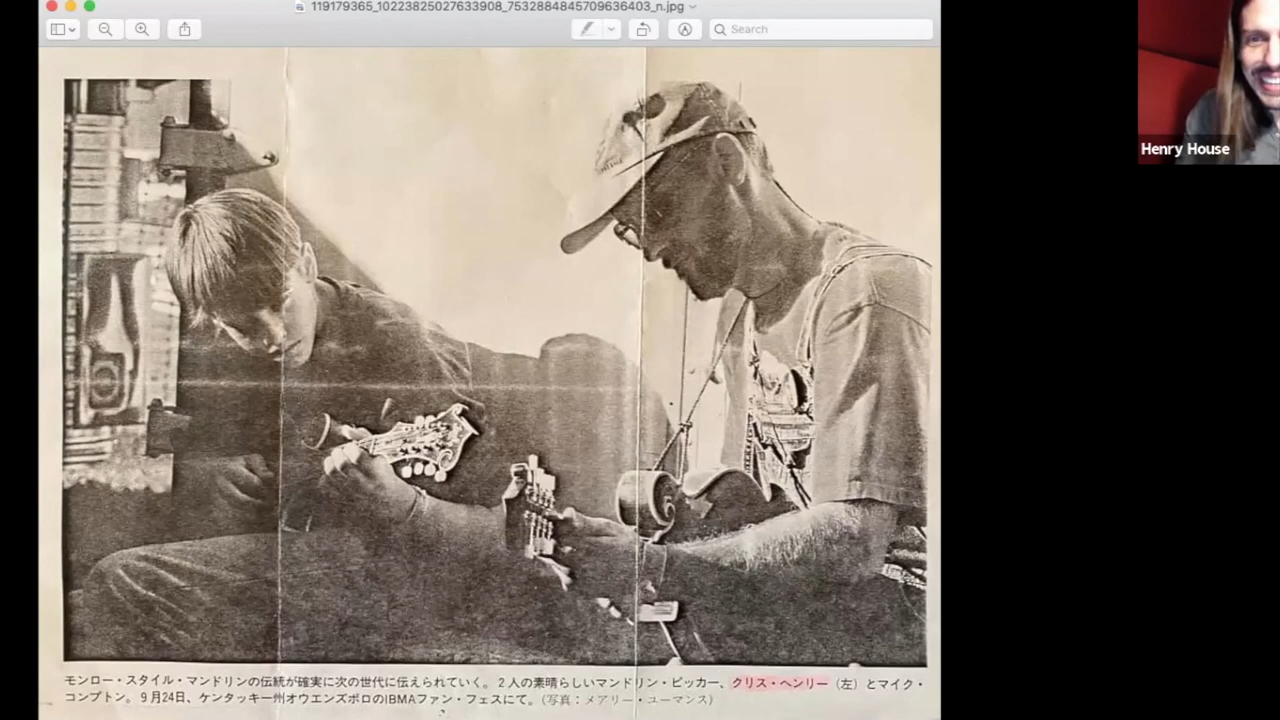 119179365_10223825027633908_7532884845709636403_n.jpg
Search
Henry House
モンロー・スタイル・マンドリンの伝統が確実に次の世代に伝えられていく。2人の素晴らしいマンドリン・ピッカー、クリス・ヘンリー（左）とマイク・
コンプトン。9月24日、ケンタッキー州オウエンズボロのIBMAファン・フェスにて。（写真：メアリー・ユーマンス）